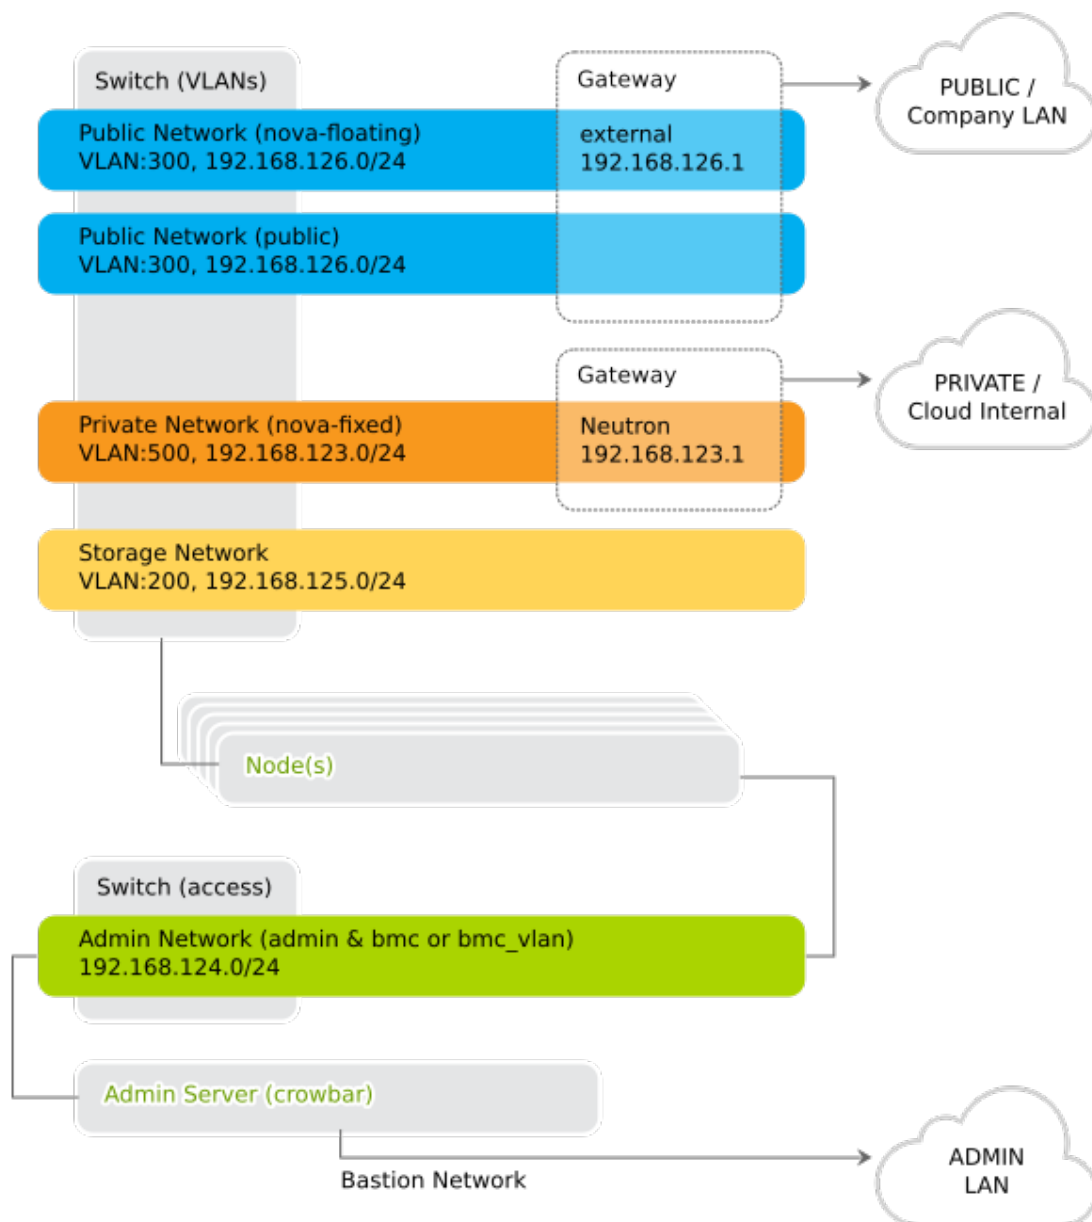 Switch (VLANs)
Gateway
PUBLIC /
Company LAN
Public Network (nova-floating)
VLAN:300, 192.168.126.0/24
external
192.168.126.1
Public Network (public)
VLAN:300, 192.168.126.0/24
Gateway
PRIVATE /
Cloud Internal
Private Network (nova-fixed)
VLAN:500, 192.168.123.0/24
Neutron
192.168.123.1
Storage Network
VLAN:200, 192.168.125.0/24
Node(s)
Switch (access)
Admin Network (admin & bmc or bmc_vlan)
192.168.124.0/24
Admin Server (crowbar)
Bastion Network
ADMIN
LAN